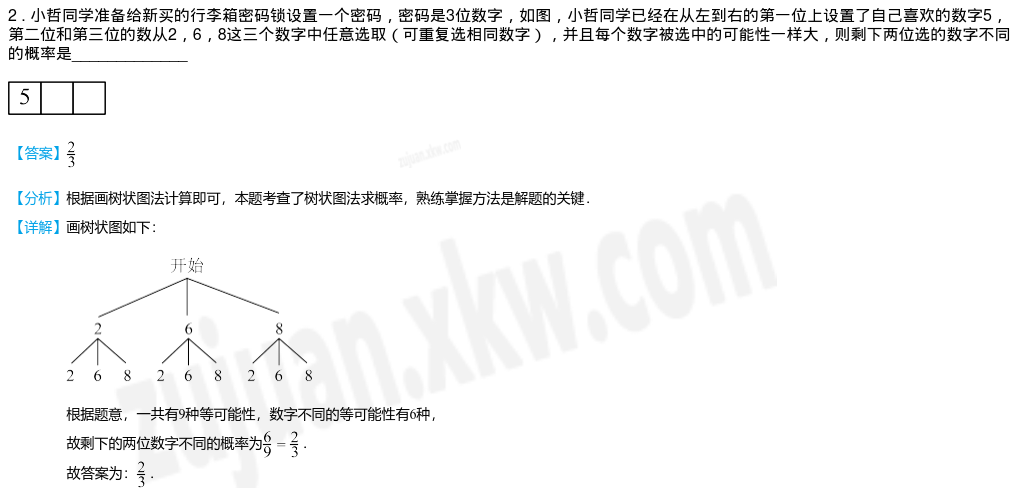 2．小哲同学准备给新买的行李箱密码锁设置一个密码，密码是3位数字，如图，小哲同学已经在从左到右的第一位上设置了自己喜欢的数字5，
第二位和第三位的数从2，6，8这三个数字中任意选取（可重复选相同数字），并且每个数字被选中的可能性一样大，则剩下两位选的数字不同
的概率是______________
5
【答案】2/3
zujuan.xkw.com
【分析】根据画树状图法计算即可，本题考查了树状图法求概率，熟练掌握方法是解题的关键．
【详解】画树状图如下：
开始
2 6 8
2 6 8 2 6 8 2 6 8
zujuan.xkw.com
根据题意，一共有9种等可能性，数字不同的等可能性有6种，
故剩下的两位数字不同的概率为6/9 = 2/3．
故答案为：2/3．